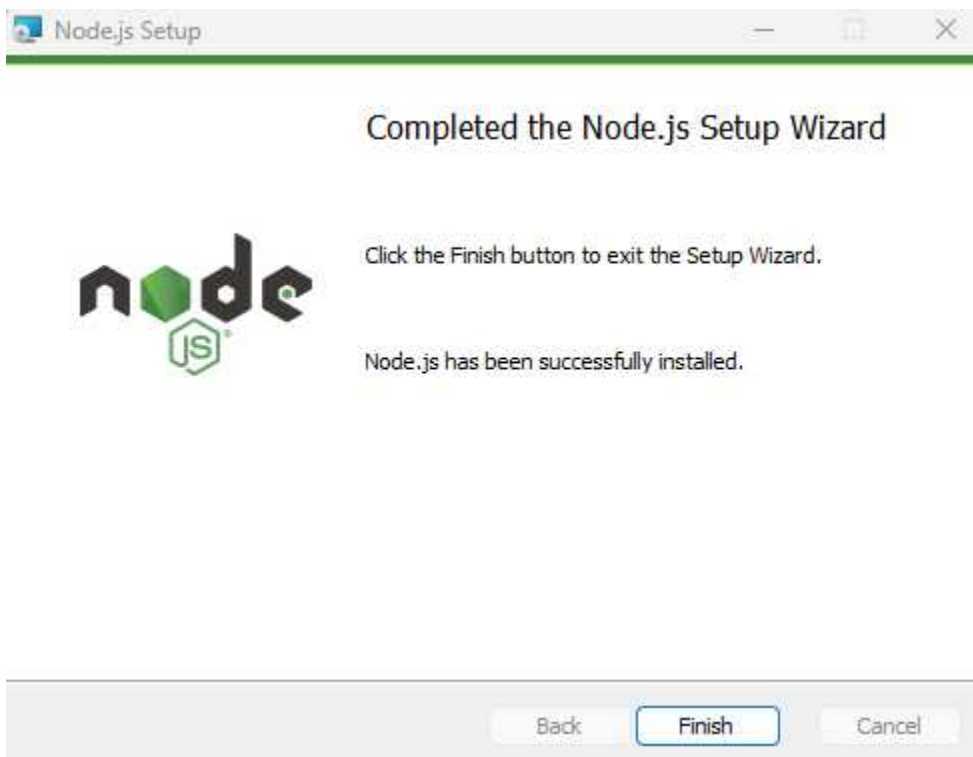 Node.js Setup
Completed the Node.js Setup Wizard
Click the Finish button to exit the Setup Wizard.
node
JS
Node.js has been successfully installed.
Back
Finish
Cancel